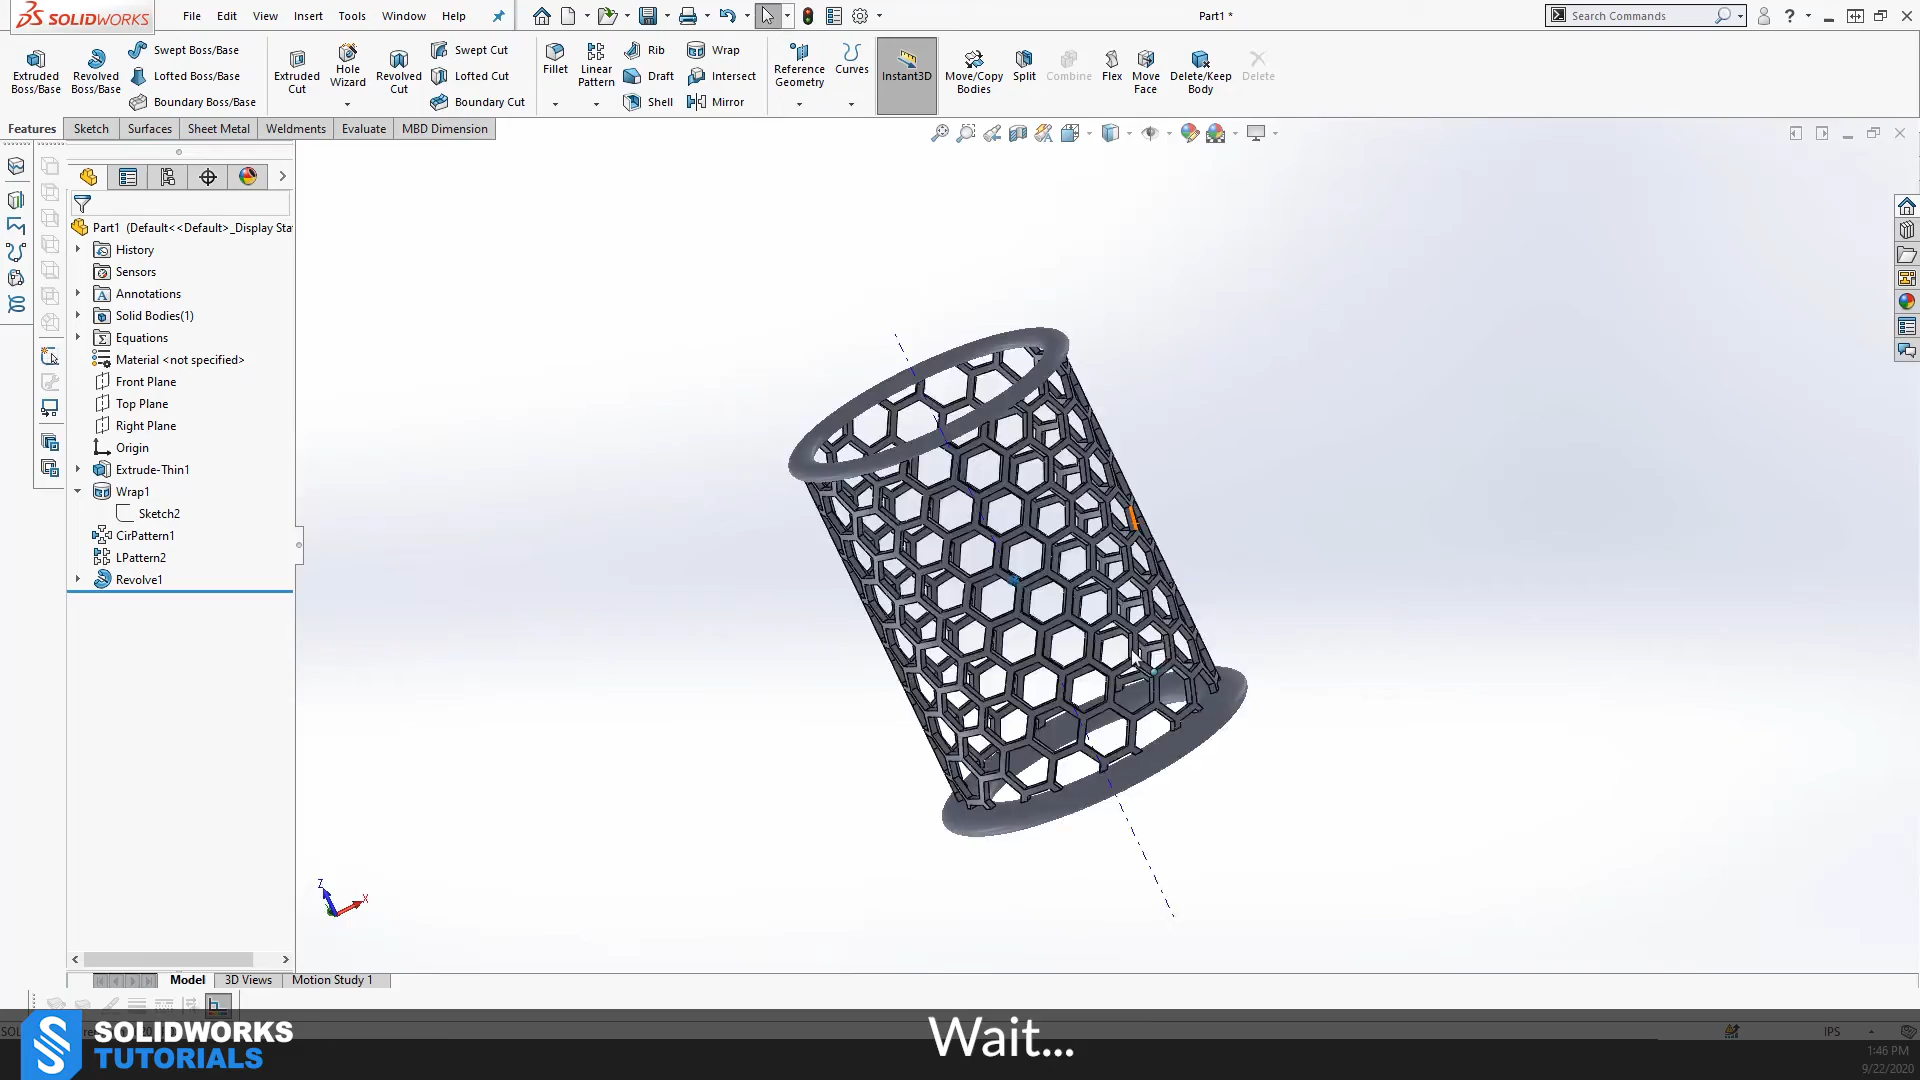 SOLIDWORKS
File Edit View Insert Tools Window Help
Part1 *
Search Commands
Extruded Boss/Base
Revolved Boss/Base
Swept Boss/Base
Lofted Boss/Base
Boundary Boss/Base
Extruded Cut
Hole Wizard
Revolved Cut
Swept Cut
Lofted Cut
Boundary Cut
Fillet
Linear Pattern
Rib
Draft
Shell
Wrap
Intersect
Mirror
Reference Geometry
Curves
Instant3D
Move/Copy Bodies
Split
Combine
Flex
Move Face
Delete/Keep Body
Delete
Features Sketch Surfaces Sheet Metal Weldments Evaluate MBD Dimension
Part1 (Default<<Default>_Display Sta
History
Sensors
Annotations
Solid Bodies(1)
Equations
Material <not specified>
Front Plane
Top Plane
Right Plane
Origin
Extrude-Thin1
Wrap1
Sketch2
CirPattern1
LPattern2
Revolve1
Z
X
Model 3D Views Motion Study 1
SOLIDWORKS
TUTORIALS
Wait...
IPS
1:46 PM
9/22/2020